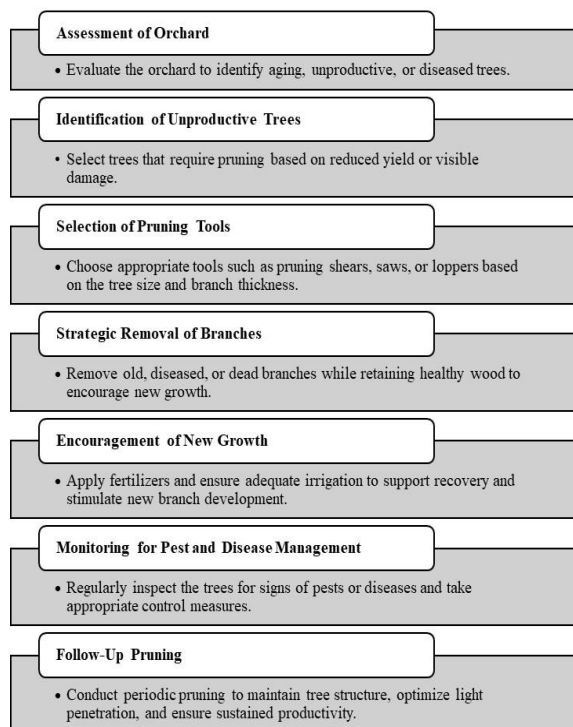 Assessment of Orchard
• Evaluate the orchard to identify aging, unproductive, or diseased trees.
Identification of Unproductive Trees
• Select trees that require pruning based on reduced yield or visible
damage.
Selection of Pruning Tools
• Choose appropriate tools such as pruning shears, saws, or loppers based
on the tree size and branch thickness.
Strategic Removal of Branches
• Remove old, diseased, or dead branches while retaining healthy wood to
encourage new growth.
Encouragement of New Growth
• Apply fertilizers and ensure adequate irrigation to support recovery and
stimulate new branch development.
Monitoring for Pest and Disease Management
• Regularly inspect the trees for signs of pests or diseases and take
appropriate control measures.
Follow-Up Pruning
• Conduct periodic pruning to maintain tree structure, optimize light
penetration, and ensure sustained productivity.